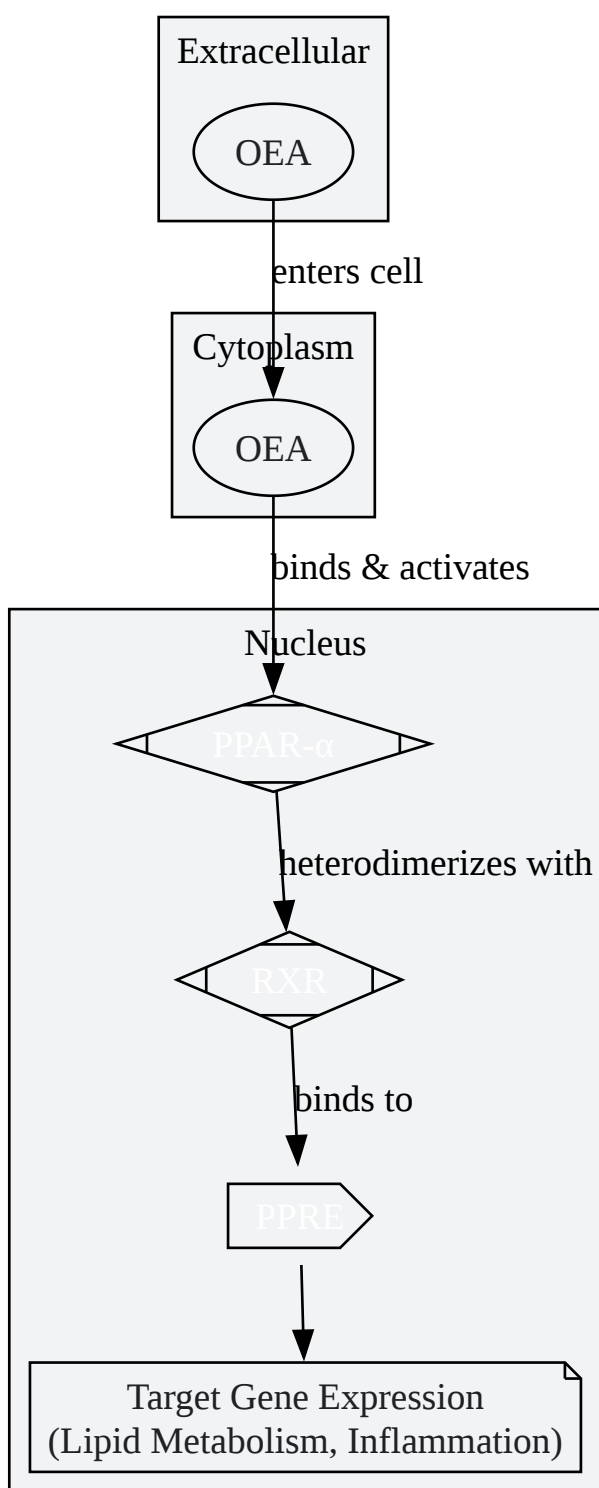 Extracellular
OEA
enters cell
Cytoplasm
OEA
binds & activates
Nucleus
PPAR-α
heterodimerizes with
RXR
binds to
PPRE
Target Gene Expression
(Lipid Metabolism, Inflammation)